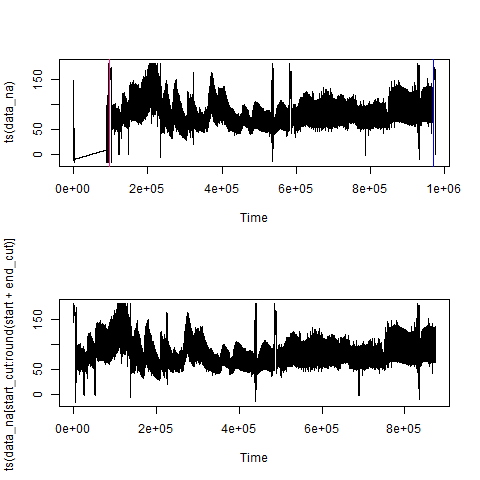 ts(data_na)
150
50
0
0e+00 2e+05 4e+05 6e+05 8e+05 1e+06
Time
ts(data_na[start_cut:round(start + end_cut)]
150
50
0
0e+00 2e+05 4e+05 6e+05 8e+05
Time